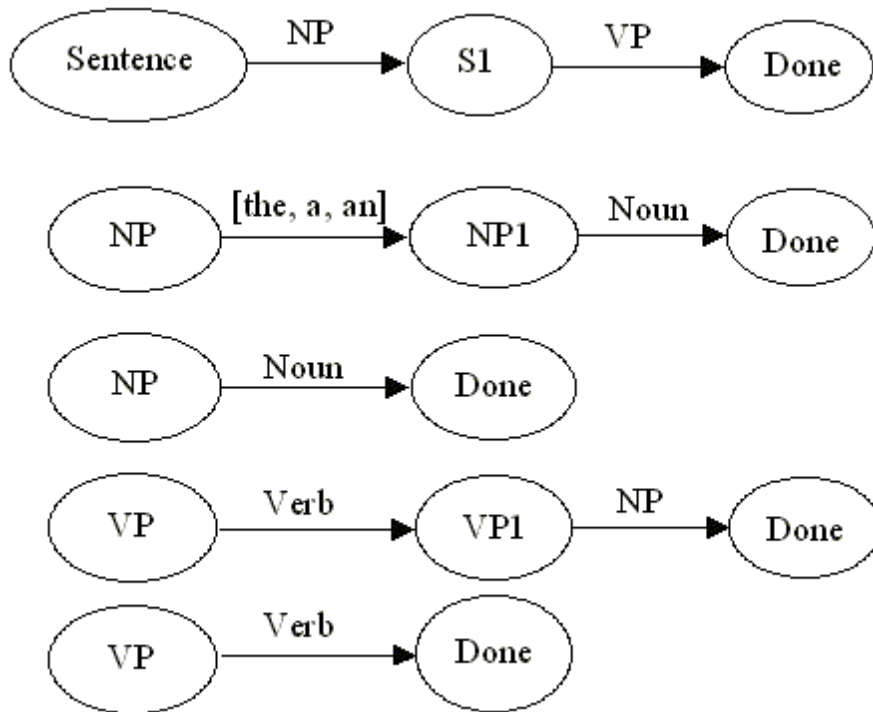 Sentence NP S1 VP Done
NP [the, a, an] NP1 Noun Done
NP Noun Done
VP Verb VP1 NP Done
VP Verb Done